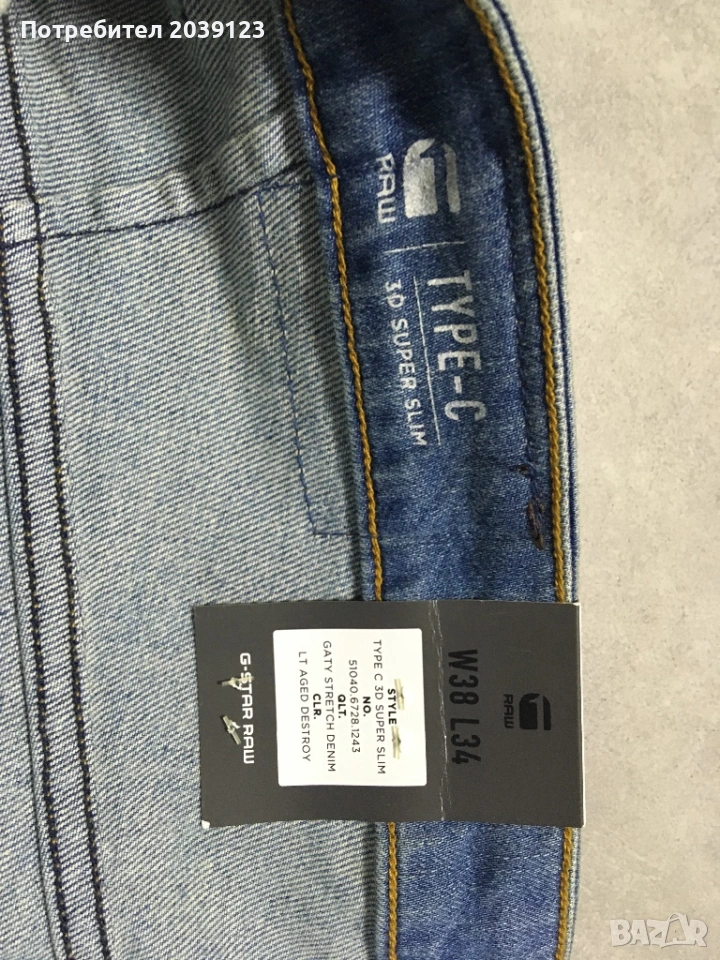 Потребител 2039123
RAW
TYPE-C
3D SUPER SLIM
RAW
W38 L34
STYLE
TYPE C 3D SUPER SLIM
NO.
51040.6728.1243
QLT.
GATY STRETCH DENIM
CLR.
LT AGED DESTROY
G-STAR RAW
BAZAR